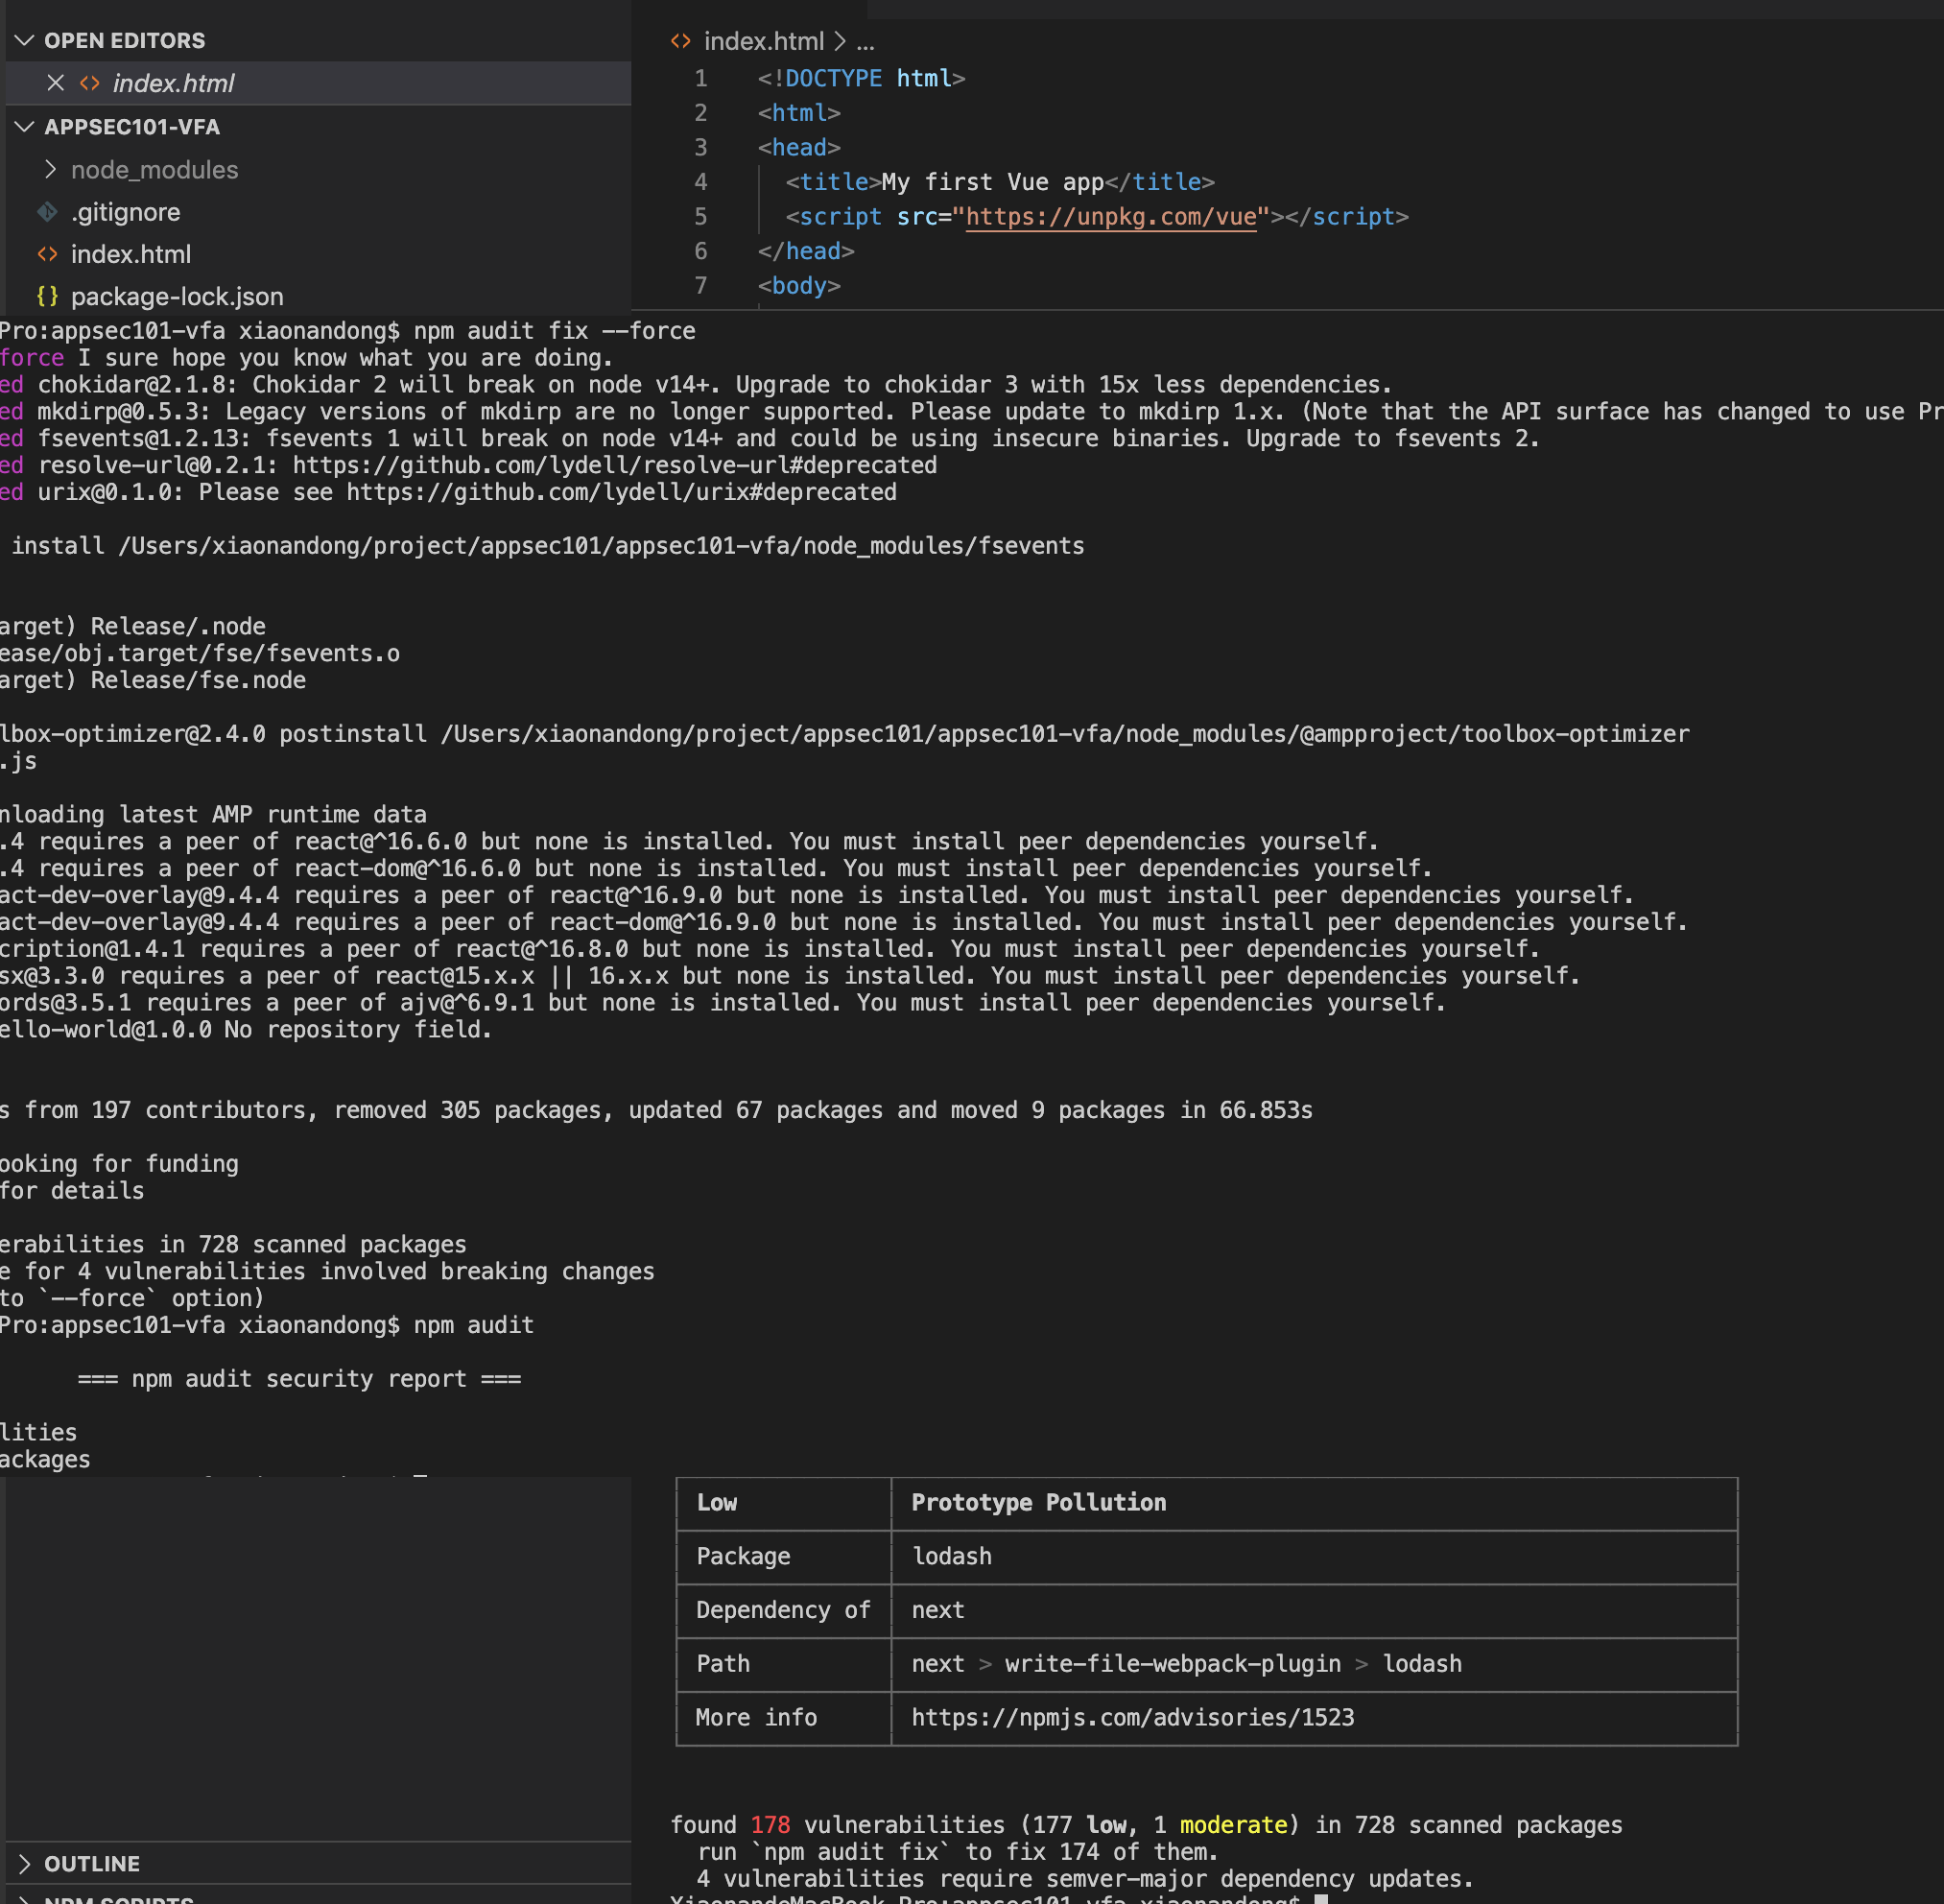 OPEN EDITORS
index.html
APPSEC101-VFA
node_modules
.gitignore
index.html
{} package-lock.json
index.html > ...
1 <!DOCTYPE html>
2 <html>
3 <head>
4 <title>My first Vue app</title>
5 <script src="https://unpkg.com/vue"></script>
6 </head>
7 <body>
Pro:appsec101-vfa xiaonandong$ npm audit fix --force
force I sure hope you know what you are doing.
ed chokidar@2.1.8: Chokidar 2 will break on node v14+. Upgrade to chokidar 3 with 15x less dependencies.
ed mkdirp@0.5.3: Legacy versions of mkdirp are no longer supported. Please update to mkdirp 1.x. (Note that the API surface has changed to use Pr
ed fsevents@1.2.13: fsevents 1 will break on node v14+ and could be using insecure binaries. Upgrade to fsevents 2.
ed resolve-url@0.2.1: https://github.com/lydell/resolve-url#deprecated
ed urix@0.1.0: Please see https://github.com/lydell/urix#deprecated
install /Users/xiaonandong/project/appsec101/appsec101-vfa/node_modules/fsevents
arget) Release/.node
ease/obj.target/fse/fsevents.o
arget) Release/fse.node
lbox-optimizer@2.4.0 postinstall /Users/xiaonandong/project/appsec101/appsec101-vfa/node_modules/@ampproject/toolbox-optimizer
.js
nloading latest AMP runtime data
.4 requires a peer of react@^16.6.0 but none is installed. You must install peer dependencies yourself.
.4 requires a peer of react-dom@^16.6.0 but none is installed. You must install peer dependencies yourself.
act-dev-overlay@9.4.4 requires a peer of react@^16.9.0 but none is installed. You must install peer dependencies yourself.
act-dev-overlay@9.4.4 requires a peer of react-dom@^16.9.0 but none is installed. You must install peer dependencies yourself.
cription@1.4.1 requires a peer of react@^16.8.0 but none is installed. You must install peer dependencies yourself.
sx@3.3.0 requires a peer of react@15.x.x || 16.x.x but none is installed. You must install peer dependencies yourself.
ords@3.5.1 requires a peer of ajv@^6.9.1 but none is installed. You must install peer dependencies yourself.
ello-world@1.0.0 No repository field.
s from 197 contributors, removed 305 packages, updated 67 packages and moved 9 packages in 66.853s
ooking for funding
for details
erabilities in 728 scanned packages
e for 4 vulnerabilities involved breaking changes
to `--force` option)
Pro:appsec101-vfa xiaonandong$ npm audit
=== npm audit security report ===
lities
ackages
Low Prototype Pollution
Package lodash
Dependency of next
Path next > write-file-webpack-plugin > lodash
More info https://npmjs.com/advisories/1523
found 178 vulnerabilities (177 low, 1 moderate) in 728 scanned packages
run `npm audit fix` to fix 174 of them.
4 vulnerabilities require semver-major dependency updates.
OUTLINE
NPM SCRIPTS
XiaonandeMacBook-Pro:appsec101-vfa xiaonandong$